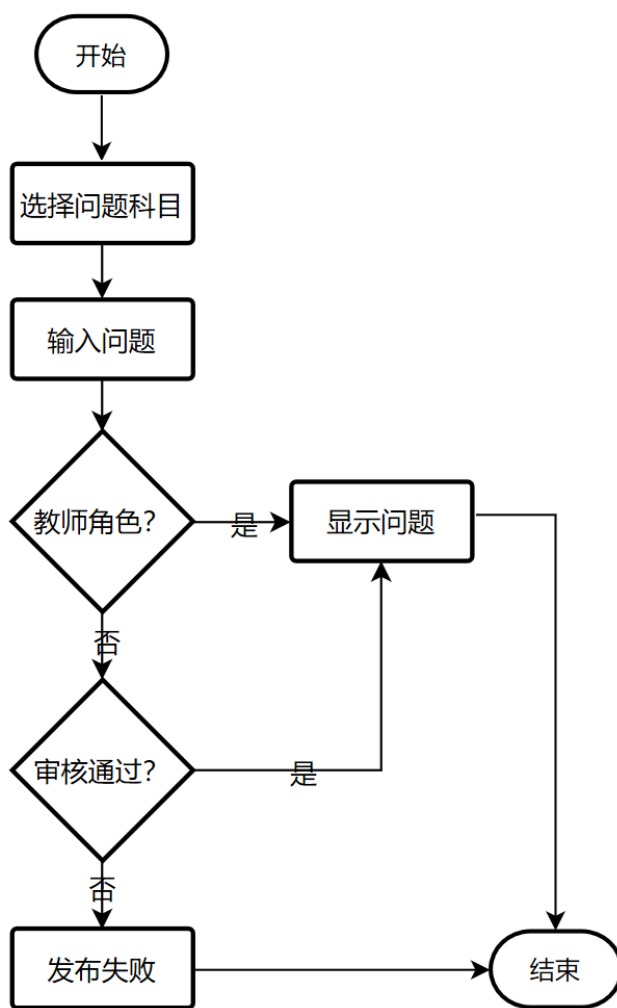 开始
选择问题科目
输入问题
教师角色？
是
显示问题
否
审核通过？
是
否
发布失败
结束